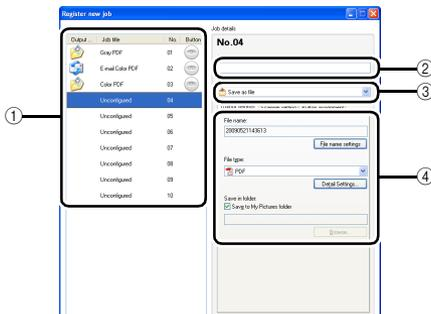 Register new job
Output ... Job title No. Button
Gray PDF 01
E-mail Color PDF 02
Color PDF 03
Unconfigured 04
Unconfigured 05
Unconfigured 06
Unconfigured 07
Unconfigured 08
Unconfigured 09
Unconfigured 10
Job details
No.04
Save as file
File name:
20090521143613
File name settings
File type:
PDF
Detail Settings...
Save in folder
Save to My Pictures folder
Browse...
1
2
3
4